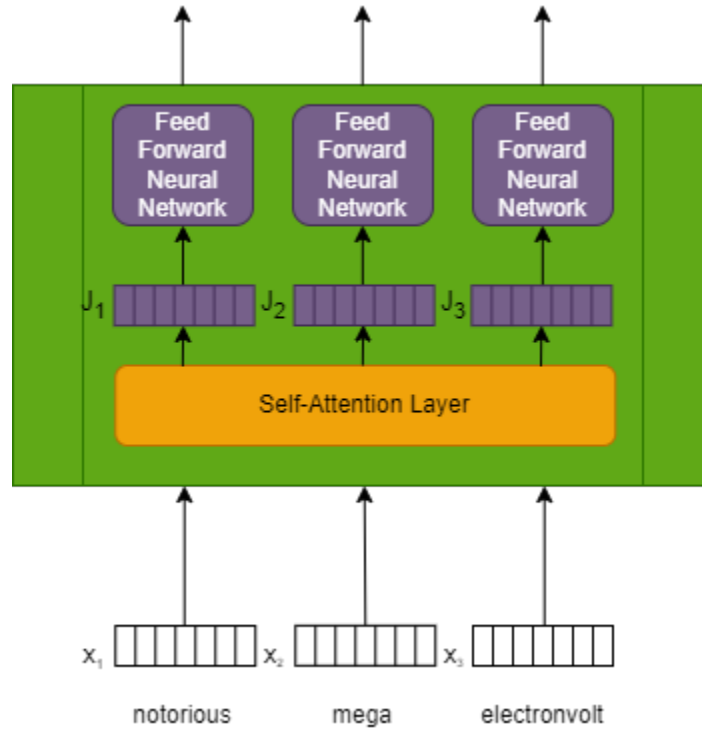 Feed
Forward
Neural
Network
Feed
Forward
Neural
Network
Feed
Forward
Neural
Network
J₁ J₂ J₃
Self-Attention Layer
x₁ x₂ x₃
notorious mega electronvolt